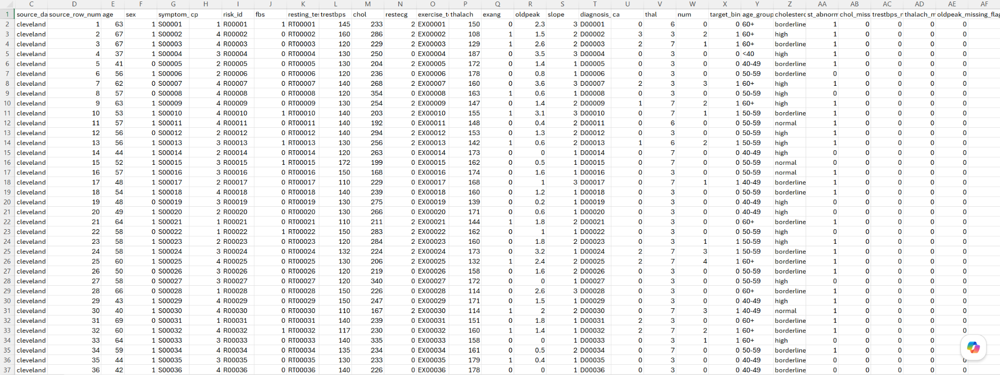 C D E F G H I J K L M N O P Q R S T U V W X Y Z AA AB AC AD AE AF
1 source_da source_row_num age sex symptom_ cp risk_id fbs resting_te trestbps chol restecg exercise_t thalach exang oldpeak slope diagnosis_ ca thal num target_bin age_group cholestero st_abnorm chol_miss trestbps_n thalach_m oldpeak_missing_flag
2 cleveland 1 63 1 S00001 1 R00001 1 RT00001 145 233 2 EX00001 150 0 2.3 3 D00001 0 6 0 0 60+ borderline 1 0 0 0 0
3 cleveland 2 67 1 S00002 4 R00002 0 RT00002 160 286 2 EX00002 108 1 1.5 2 D00002 3 3 2 1 60+ high 1 0 0 0 0
4 cleveland 3 67 1 S00003 4 R00003 0 RT00003 120 229 2 EX00003 129 1 2.6 2 D00003 2 7 1 1 60+ borderline 1 0 0 0 0
5 cleveland 4 37 1 S00004 3 R00004 0 RT00004 130 250 0 EX00004 187 0 3.5 3 D00004 0 3 0 0 <40 high 1 0 0 0 0
6 cleveland 5 41 0 S00005 2 R00005 0 RT00005 130 204 2 EX00005 172 0 1.4 1 D00005 0 3 0 0 40-49 borderline 1 0 0 0 0
7 cleveland 6 56 1 S00006 2 R00006 0 RT00006 120 236 0 EX00006 178 0 0.8 1 D00006 0 3 0 0 50-59 borderline 1 0 0 0 0
8 cleveland 7 62 0 S00007 4 R00007 0 RT00007 140 268 2 EX00007 160 0 3.6 3 D00007 2 3 3 1 60+ high 1 0 0 0 0
9 cleveland 8 57 0 S00008 4 R00008 0 RT00008 120 354 0 EX00008 163 1 0.6 1 D00008 0 3 0 0 50-59 high 0 0 0 0 0
10 cleveland 9 63 1 S00009 4 R00009 0 RT00009 130 254 2 EX00009 147 0 1.4 2 D00009 1 7 2 1 60+ high 1 0 0 0 0
11 cleveland 10 53 1 S00010 4 R00010 1 RT00010 140 203 2 EX00010 155 1 3.1 3 D00010 0 7 1 1 50-59 borderline 1 0 0 0 0
12 cleveland 11 57 1 S00011 4 R00011 0 RT00011 140 192 0 EX00011 148 0 0.4 2 D00011 0 6 0 0 50-59 normal 0 0 0 0 0
13 cleveland 12 56 0 S00012 2 R00012 0 RT00012 140 294 2 EX00012 153 0 1.3 2 D00012 0 3 0 0 50-59 high 1 0 0 0 0
14 cleveland 13 56 1 S00013 3 R00013 1 RT00013 130 256 2 EX00013 142 1 0.6 2 D00013 1 6 2 1 50-59 high 1 0 0 0 0
15 cleveland 14 44 1 S00014 2 R00014 0 RT00014 120 263 0 EX00014 173 0 0 1 D00014 0 7 0 0 40-49 high 0 0 0 0 0
16 cleveland 15 52 1 S00015 3 R00015 1 RT00015 172 199 0 EX00015 162 0 0.5 1 D00015 0 7 0 0 50-59 normal 0 0 0 0 0
17 cleveland 16 57 1 S00016 3 R00016 0 RT00016 150 168 0 EX00016 174 0 1.6 1 D00016 0 3 0 0 50-59 normal 1 0 0 0 0
18 cleveland 17 48 1 S00017 2 R00017 0 RT00017 110 229 0 EX00017 168 0 1 3 D00017 0 7 1 1 40-49 borderline 1 0 0 0 0
19 cleveland 18 54 1 S00018 4 R00018 0 RT00018 140 239 0 EX00018 160 0 1.2 1 D00018 0 3 0 0 50-59 borderline 1 0 0 0 0
20 cleveland 19 48 0 S00019 3 R00019 0 RT00019 130 275 0 EX00019 139 0 0.2 1 D00019 0 3 0 0 40-49 high 0 0 0 0 0
21 cleveland 20 49 1 S00020 2 R00020 0 RT00020 130 266 0 EX00020 171 0 0.6 1 D00020 0 3 0 0 40-49 high 0 0 0 0 0
22 cleveland 21 64 1 S00021 1 R00021 0 RT00021 110 211 2 EX00021 144 1 1.8 2 D00021 0 3 0 0 60+ borderline 1 0 0 0 0
23 cleveland 22 58 0 S00022 1 R00022 1 RT00022 150 283 2 EX00022 162 0 1 1 D00022 0 3 0 0 50-59 high 0 0 0 0 0
24 cleveland 23 58 1 S00023 2 R00023 0 RT00023 120 284 2 EX00023 160 0 1.8 2 D00023 0 3 1 1 50-59 high 1 0 0 0 0
25 cleveland 24 58 1 S00024 3 R00024 0 RT00024 132 224 2 EX00024 173 0 3.2 1 D00024 2 7 3 1 50-59 borderline 1 0 0 0 0
26 cleveland 25 60 1 S00025 4 R00025 0 RT00025 130 206 2 EX00025 132 1 2.4 2 D00025 2 7 4 1 60+ borderline 1 0 0 0 0
27 cleveland 26 50 0 S00026 3 R00026 0 RT00026 120 219 0 EX00026 158 0 1.6 2 D00026 0 3 0 0 50-59 borderline 1 0 0 0 0
28 cleveland 27 58 0 S00027 3 R00027 0 RT00027 120 340 0 EX00027 172 0 0 1 D00027 0 3 0 0 50-59 high 0 0 0 0 0
29 cleveland 28 66 0 S00028 1 R00028 0 RT00028 150 226 0 EX00028 114 0 2.6 3 D00028 0 3 0 0 60+ borderline 1 0 0 0 0
30 cleveland 29 43 1 S00029 4 R00029 0 RT00029 150 247 0 EX00029 171 0 1.5 1 D00029 0 3 0 0 40-49 high 1 0 0 0 0
31 cleveland 30 40 1 S00030 4 R00030 0 RT00030 110 167 2 EX00030 114 1 2 2 D00030 0 7 3 1 40-49 normal 1 0 0 0 0
32 cleveland 31 69 0 S00031 1 R00031 0 RT00031 140 239 0 EX00031 151 0 1.8 1 D00031 2 3 0 0 60+ borderline 1 0 0 0 0
33 cleveland 32 60 1 S00032 4 R00032 1 RT00032 117 230 0 EX00032 160 1 1.4 1 D00032 2 7 2 1 60+ borderline 1 0 0 0 0
34 cleveland 33 64 1 S00033 3 R00033 0 RT00033 140 335 0 EX00033 158 0 0 1 D00033 0 3 1 1 60+ high 0 0 0 0 0
35 cleveland 34 59 1 S00034 4 R00034 0 RT00034 135 234 0 EX00034 161 0 0.5 2 D00034 0 7 0 0 50-59 borderline 1 0 0 0 0
36 cleveland 35 44 1 S00035 3 R00035 0 RT00035 130 233 0 EX00035 179 1 0.4 1 D00035 0 3 0 0 40-49 borderline 0 0 0 0 0
37 cleveland 36 42 1 S00036 4 R00036 0 RT00036 140 226 0 EX00036 178 0 0 1 D00036 0 3 0 0 40-49 borderline 0 0 0 0 0